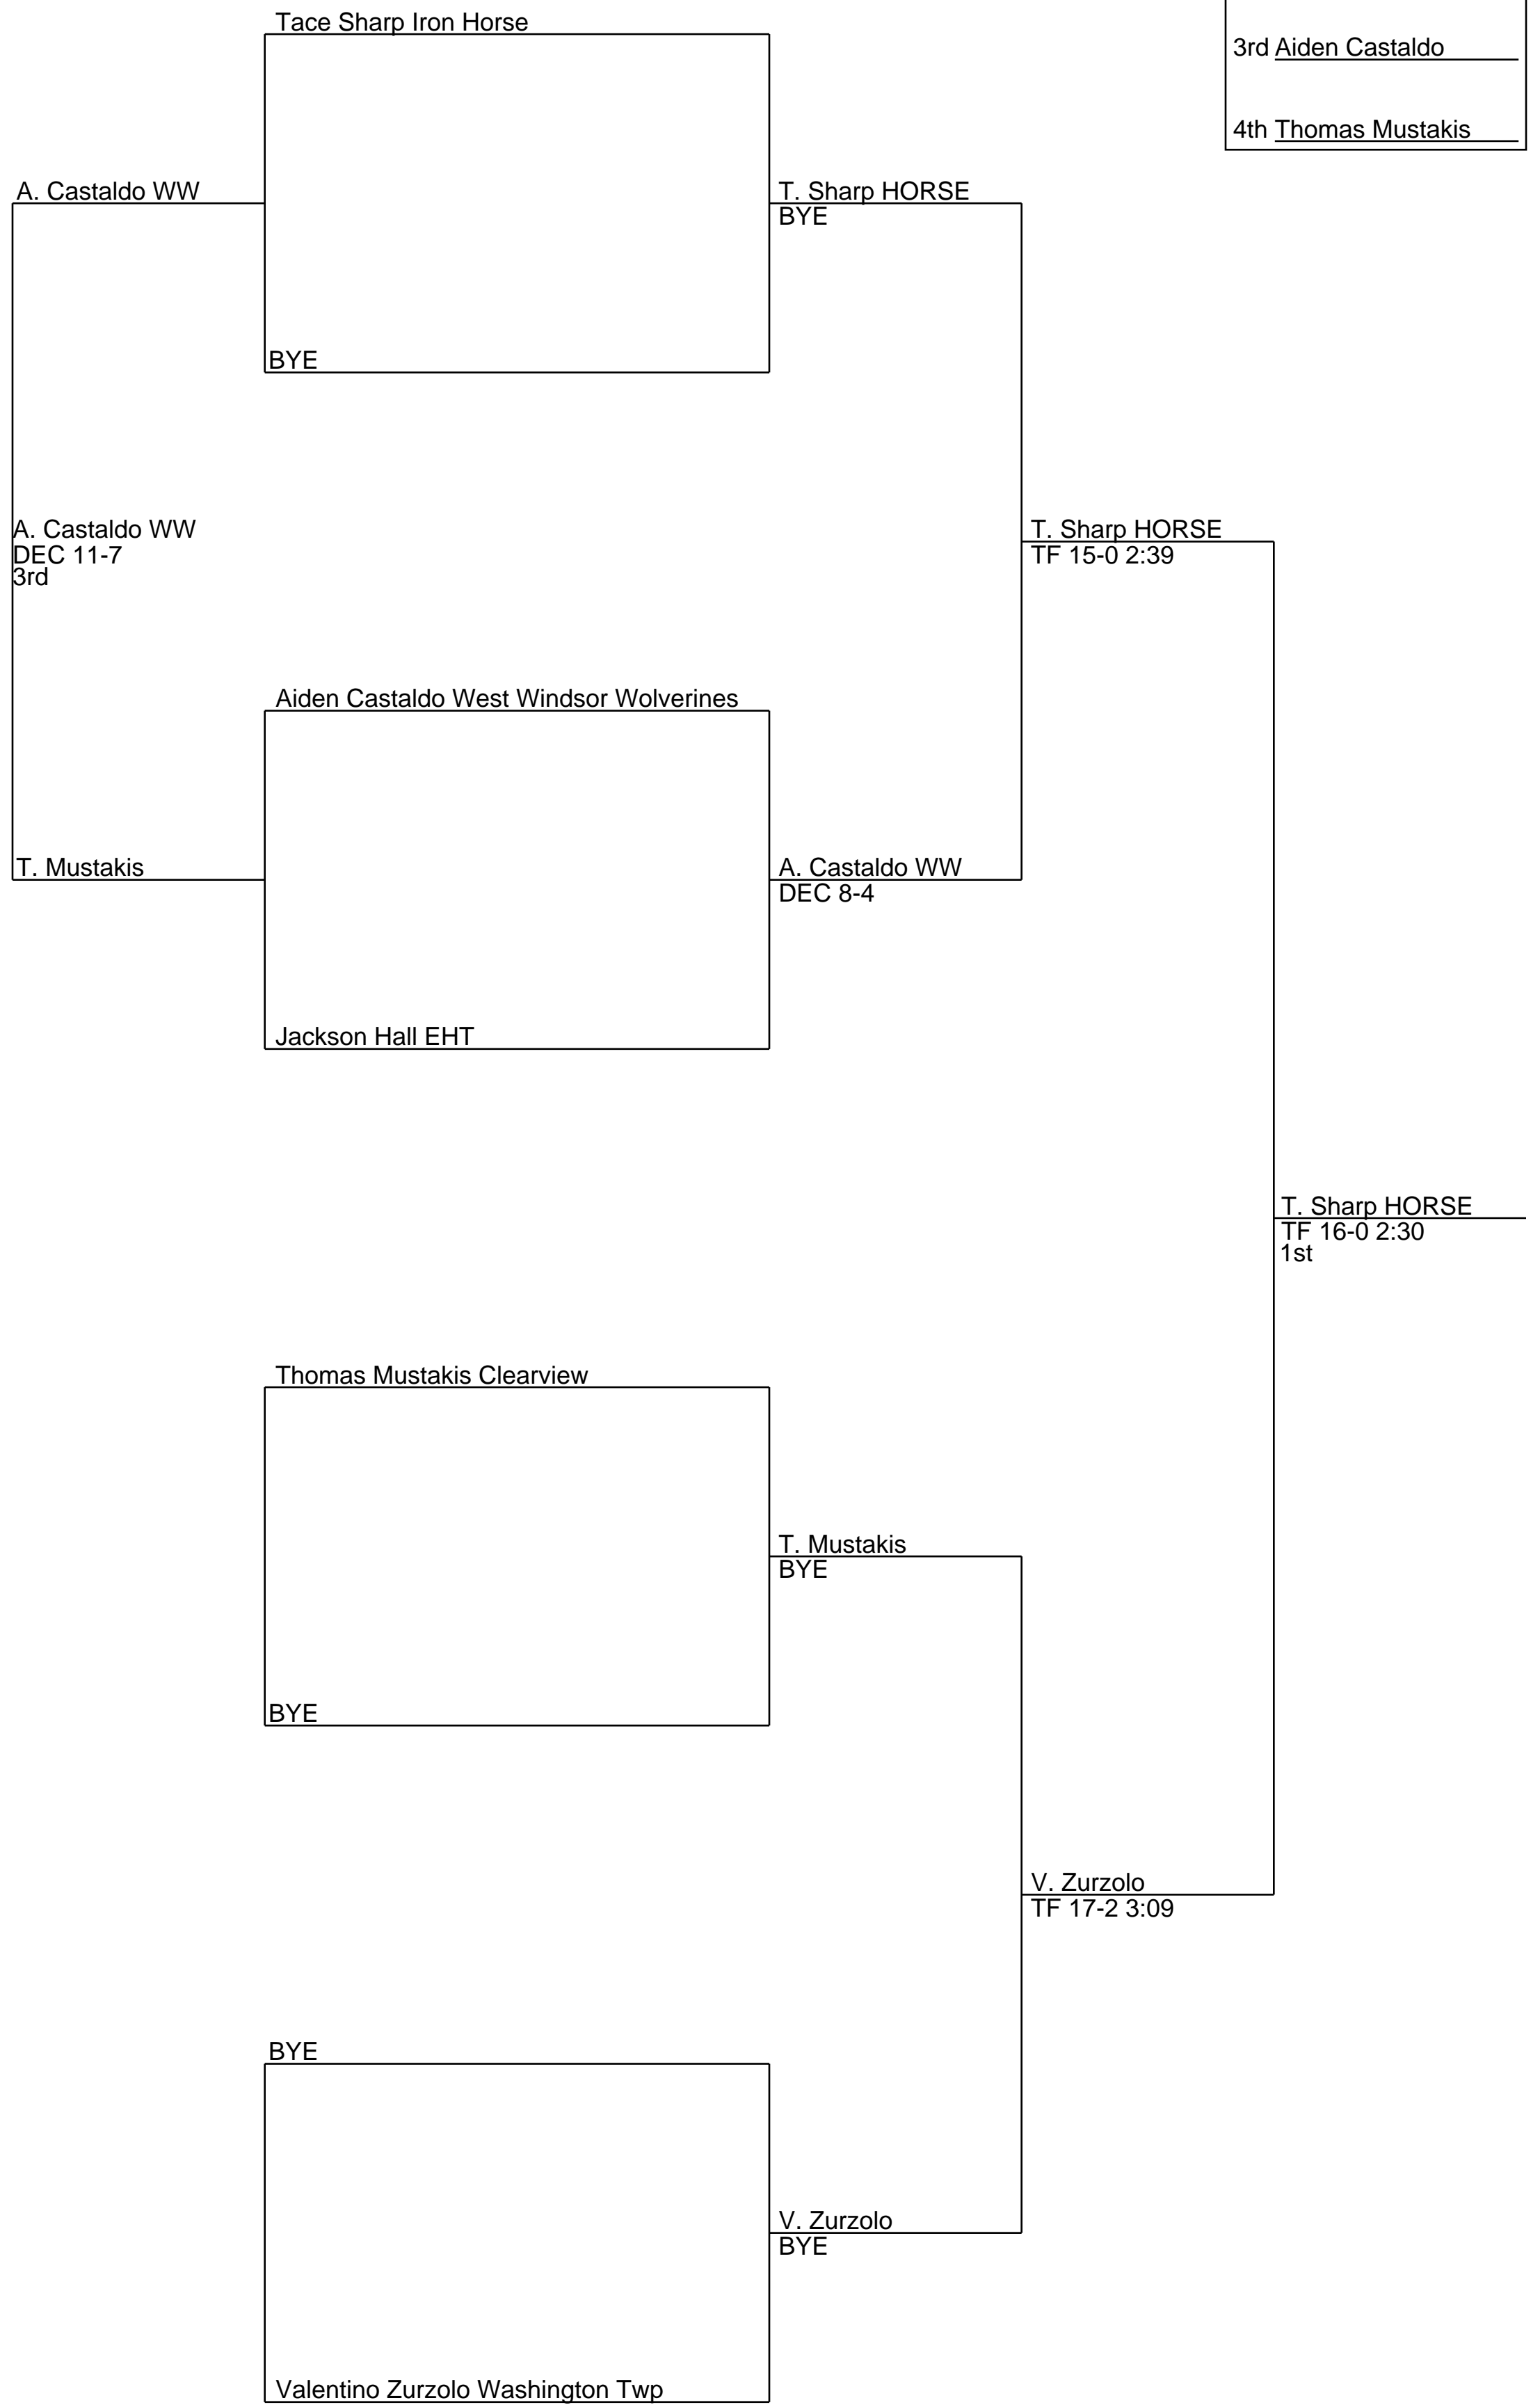 Tace Sharp Iron Horse
3rd Aiden Castaldo
4th Thomas Mustakis
A. Castaldo WW
T. Sharp HORSE
BYE
BYE
A. Castaldo WW
DEC 11-7
3rd
T. Sharp HORSE
TF 15-0 2:39
Aiden Castaldo West Windsor Wolverines
T. Mustakis
A. Castaldo WW
DEC 8-4
Jackson Hall EHT
T. Sharp HORSE
TF 16-0 2:30
1st
Thomas Mustakis Clearview
T. Mustakis
BYE
BYE
V. Zurzolo
TF 17-2 3:09
BYE
V. Zurzolo
BYE
Valentino Zurzolo Washington Twp